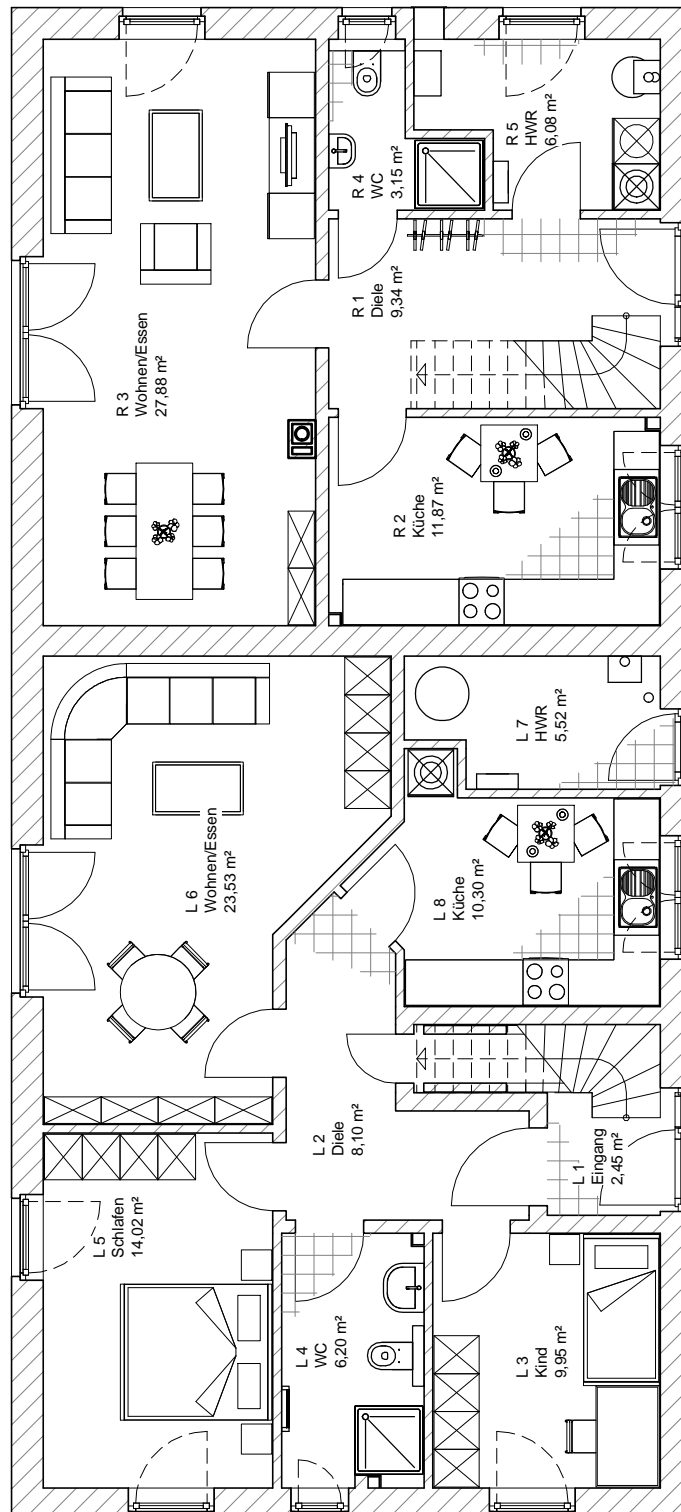 R 3
Wohnen/Essen
27,88 m²
R 4
WC
3,15 m²
R 5
HWR
6,08 m²
R 1
Diele
9,34 m²
R 2
Küche
11,87 m²
L 6
Wohnen/Essen
23,53 m²
L 7
HWR
5,52 m²
L 8
Küche
10,30 m²
L 5
Schlafen
14,02 m²
L 2
Diele
8,10 m²
L 1
Eingang
2,45 m²
L 4
WC
6,20 m²
L 3
Kind
9,95 m²